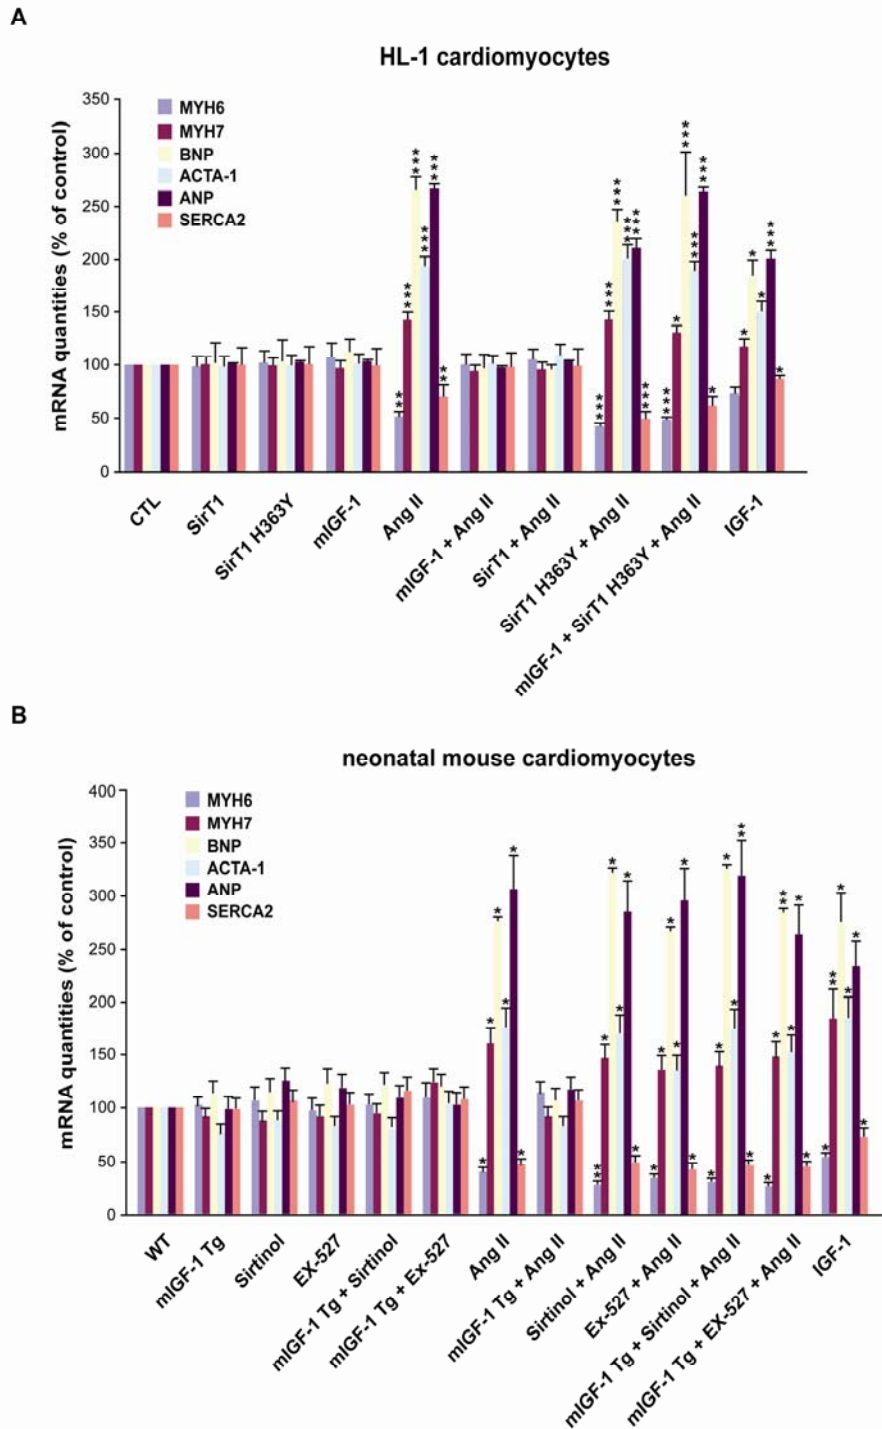 A
HL-1 cardiomyocytes
mRNA quantities (% of control)
350
300
250
200
150
100
50
0
MYH6
MYH7
BNP
ACTA-1
ANP
SERCA2
** *** *** *** *** **
*** *** *** *** *** ***
*** * *** *** *** *
* * * *** *
CTL
SirT1
SirT1 H363Y
mIGF-1
Ang II
mIGF-1 + Ang II
SirT1 + Ang II
SirT1 H363Y + Ang II
mIGF-1 + SirT1 H363Y + Ang II
IGF-1
B
neonatal mouse cardiomyocytes
mRNA quantities (% of control)
400
350
300
250
200
150
100
50
0
MYH6
MYH7
BNP
ACTA-1
ANP
SERCA2
* * * * * *
** * * * * *
* * * * * *
* * * * ** *
* * ** * * *
* ** * * * *
WT
mIGF-1 Tg
Sirtinol
EX-527
mIGF-1 Tg + Sirtinol
mIGF-1 Tg + Ex-527
Ang II
mIGF-1 Tg + Ang II
Sirtinol + Ang II
Ex-527 + Ang II
mIGF-1 Tg + Sirtinol + Ang II
mIGF-1 Tg + EX-527 + Ang II
IGF-1